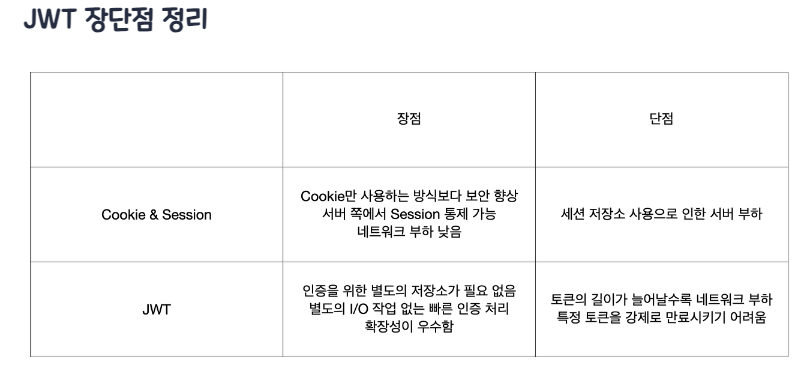 JWT 장단점 정리
장점
단점
Cookie & Session
Cookie만 사용하는 방식보다 보안 향상
서버 쪽에서 Session 통제 가능
네트워크 부하 낮음
세션 저장소 사용으로 인한 서버 부하
JWT
인증을 위한 별도의 저장소가 필요 없음
별도의 I/O 작업 없는 빠른 인증 처리
확장성이 우수함
토큰의 길이가 늘어날수록 네트워크 부하
특정 토큰을 강제로 만료시키기 어려움